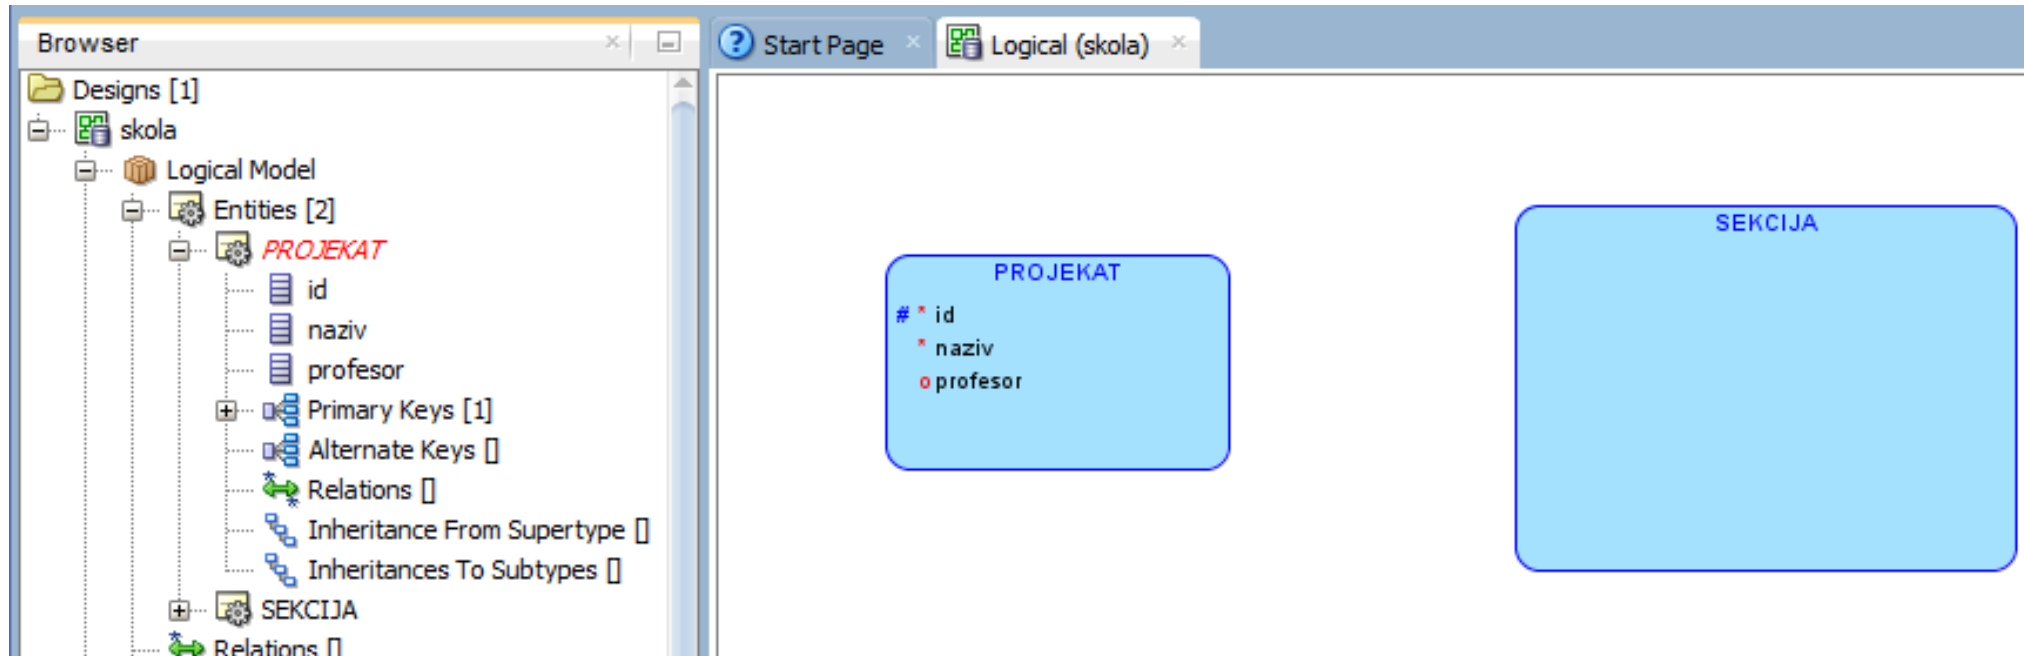 Browser
Designs [1]
skola
Logical Model
Entities [2]
PROJEKAT
id
naziv
profesor
Primary Keys [1]
Alternate Keys []
Relations []
Inheritance From Supertype []
Inheritances To Subtypes []
SEKCIJA
Relations []
Start Page
Logical (skola)
PROJEKAT
# * id
* naziv
o profesor
SEKCIJA